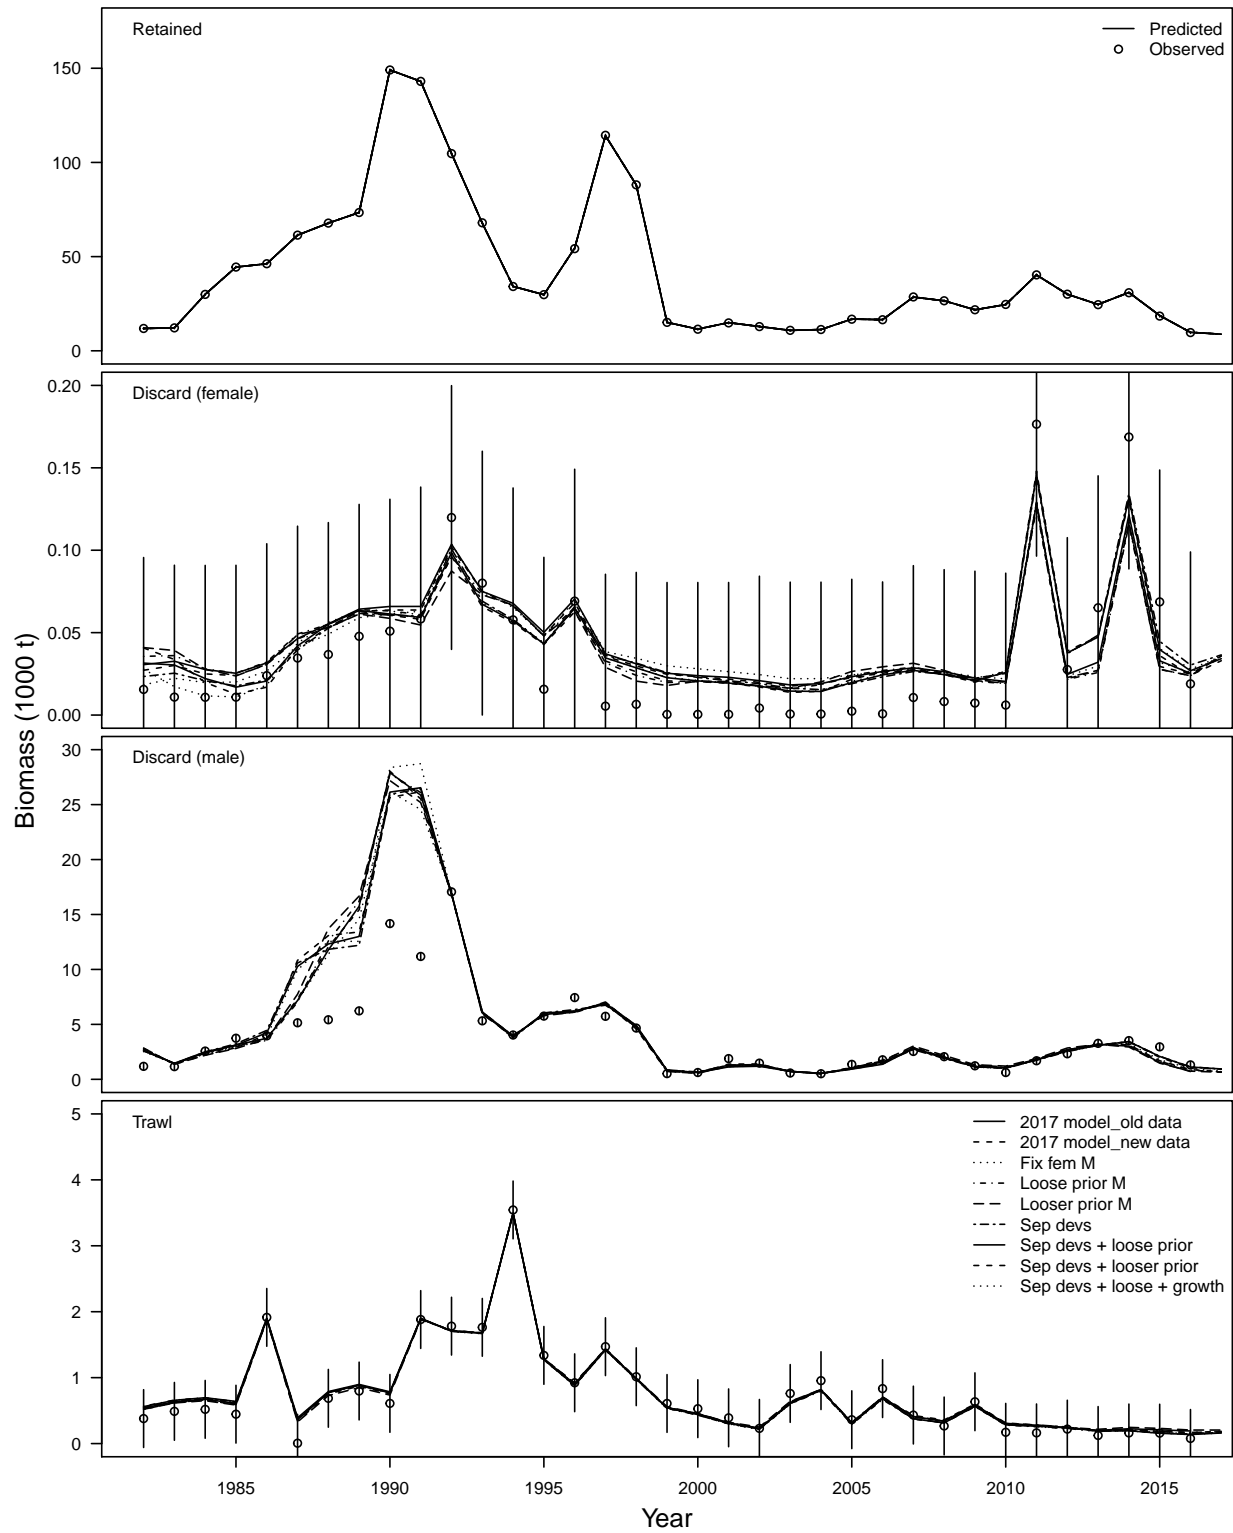 Retained
Predicted
Observed
150
100
50
0
Discard (female)
0.20
0.15
0.10
0.05
0.00
Discard (male)
30
25
20
15
10
5
0
Trawl
5
4
3
2
1
0
2017 model_old data
2017 model_new data
Fix fem M
Loose prior M
Looser prior M
Sep devs
Sep devs + loose prior
Sep devs + looser prior
Sep devs + loose + growth
1985 1990 1995 2000 2005 2010 2015
Year
Biomass (1000 t)